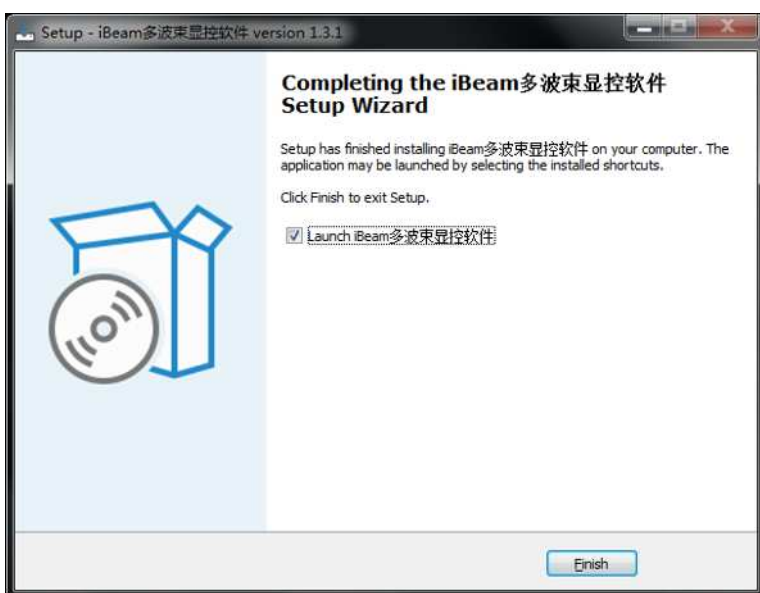 Setup - iBeam多波束显控软件 version 1.3.1
Completing the iBeam多波束显控软件
Setup Wizard
Setup has finished installing iBeam多波束显控软件 on your computer. The
application may be launched by selecting the installed shortcuts.
Click Finish to exit Setup.
Launch iBeam多波束显控软件
Finish